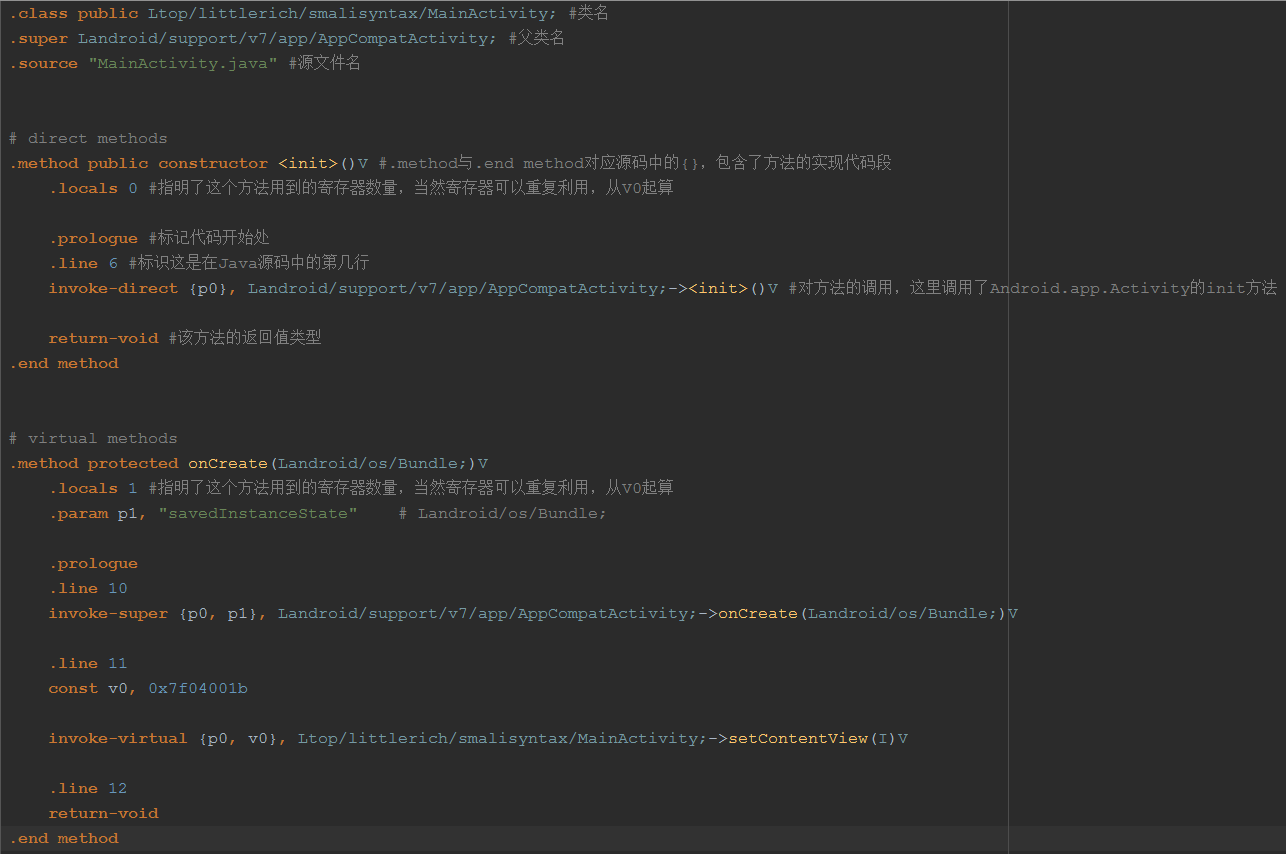 .class public Ltop/littlerich/smalisyntax/MainActivity; #类名
.super Landroid/support/v7/app/AppCompatActivity; #父类名
.source "MainActivity.java" #源文件名
# direct methods
.method public constructor <init>()V #.method与.end method对应源码中的{}，包含了方法的实现代码段
.locals 0 #指明了这个方法用到的寄存器数量，当然寄存器可以重复利用，从V0起算
.prologue #标记代码开始处
.line 6 #标识这是在Java源码中的第几行
invoke-direct {p0}, Landroid/support/v7/app/AppCompatActivity;-><init>()V #对方法的调用，这里调用了Android.app.Activity的init方法
return-void #该方法的返回值类型
.end method
# virtual methods
.method protected onCreate(Landroid/os/Bundle;)V
.locals 1 #指明了这个方法用到的寄存器数量，当然寄存器可以重复利用，从V0起算
.param p1, "savedInstanceState"    # Landroid/os/Bundle;
.prologue
.line 10
invoke-super {p0, p1}, Landroid/support/v7/app/AppCompatActivity;->onCreate(Landroid/os/Bundle;)V
.line 11
const v0, 0x7f04001b
invoke-virtual {p0, v0}, Ltop/littlerich/smalisyntax/MainActivity;->setContentView(I)V
.line 12
return-void
.end method